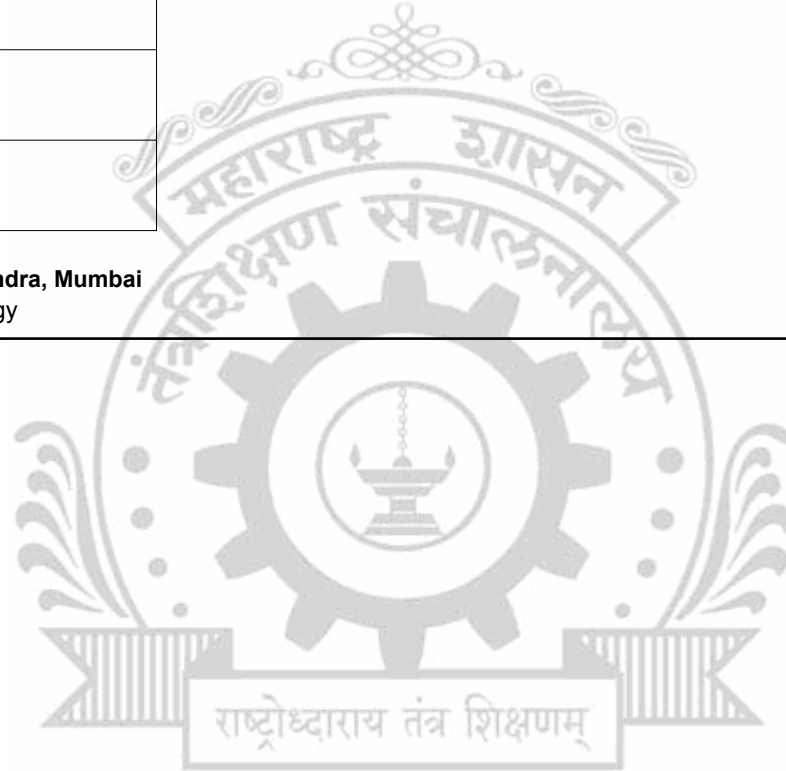 महाराष्ट्र शासन
तंत्रशिक्षण संचालनालय
ndra, Mumbai
gy
राष्ट्रोध्दाराय तंत्र शिक्षणम्